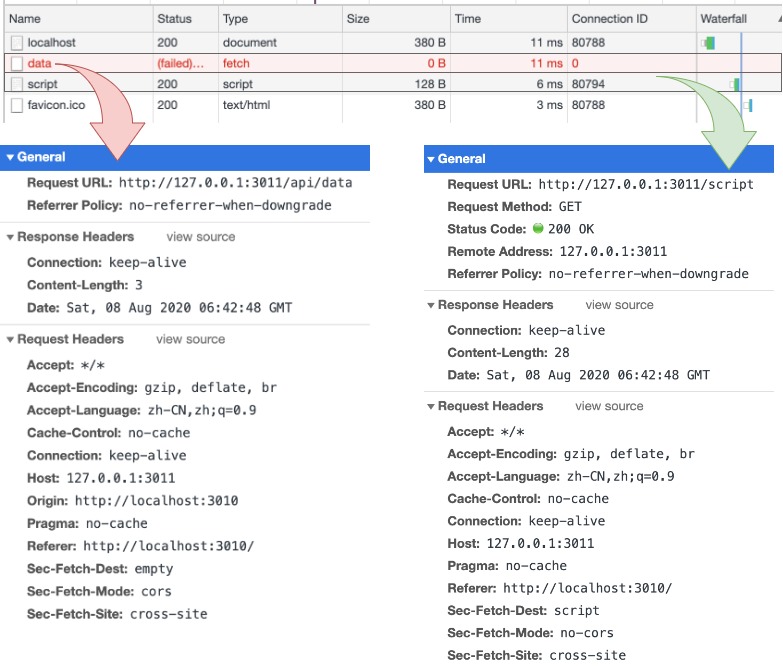 Name Status Type Size Time Connection ID Waterfall
localhost 200 document 380 B 11 ms 80788
data (failed)... fetch 0 B 11 ms 0
script 200 script 128 B 6 ms 80794
favicon.ico 200 text/html 380 B 3 ms 80788
General
Request URL: http://127.0.0.1:3011/api/data
Referrer Policy: no-referrer-when-downgrade
Response Headers view source
Connection: keep-alive
Content-Length: 3
Date: Sat, 08 Aug 2020 06:42:48 GMT
Request Headers view source
Accept: */*
Accept-Encoding: gzip, deflate, br
Accept-Language: zh-CN,zh;q=0.9
Cache-Control: no-cache
Connection: keep-alive
Host: 127.0.0.1:3011
Origin: http://localhost:3010
Pragma: no-cache
Referer: http://localhost:3010/
Sec-Fetch-Dest: empty
Sec-Fetch-Mode: cors
Sec-Fetch-Site: cross-site
General
Request URL: http://127.0.0.1:3011/script
Request Method: GET
Status Code: 200 OK
Remote Address: 127.0.0.1:3011
Referrer Policy: no-referrer-when-downgrade
Response Headers view source
Connection: keep-alive
Content-Length: 28
Date: Sat, 08 Aug 2020 06:42:48 GMT
Request Headers view source
Accept: */*
Accept-Encoding: gzip, deflate, br
Accept-Language: zh-CN,zh;q=0.9
Cache-Control: no-cache
Connection: keep-alive
Host: 127.0.0.1:3011
Pragma: no-cache
Referer: http://localhost:3010/
Sec-Fetch-Dest: script
Sec-Fetch-Mode: no-cors
Sec-Fetch-Site: cross-site